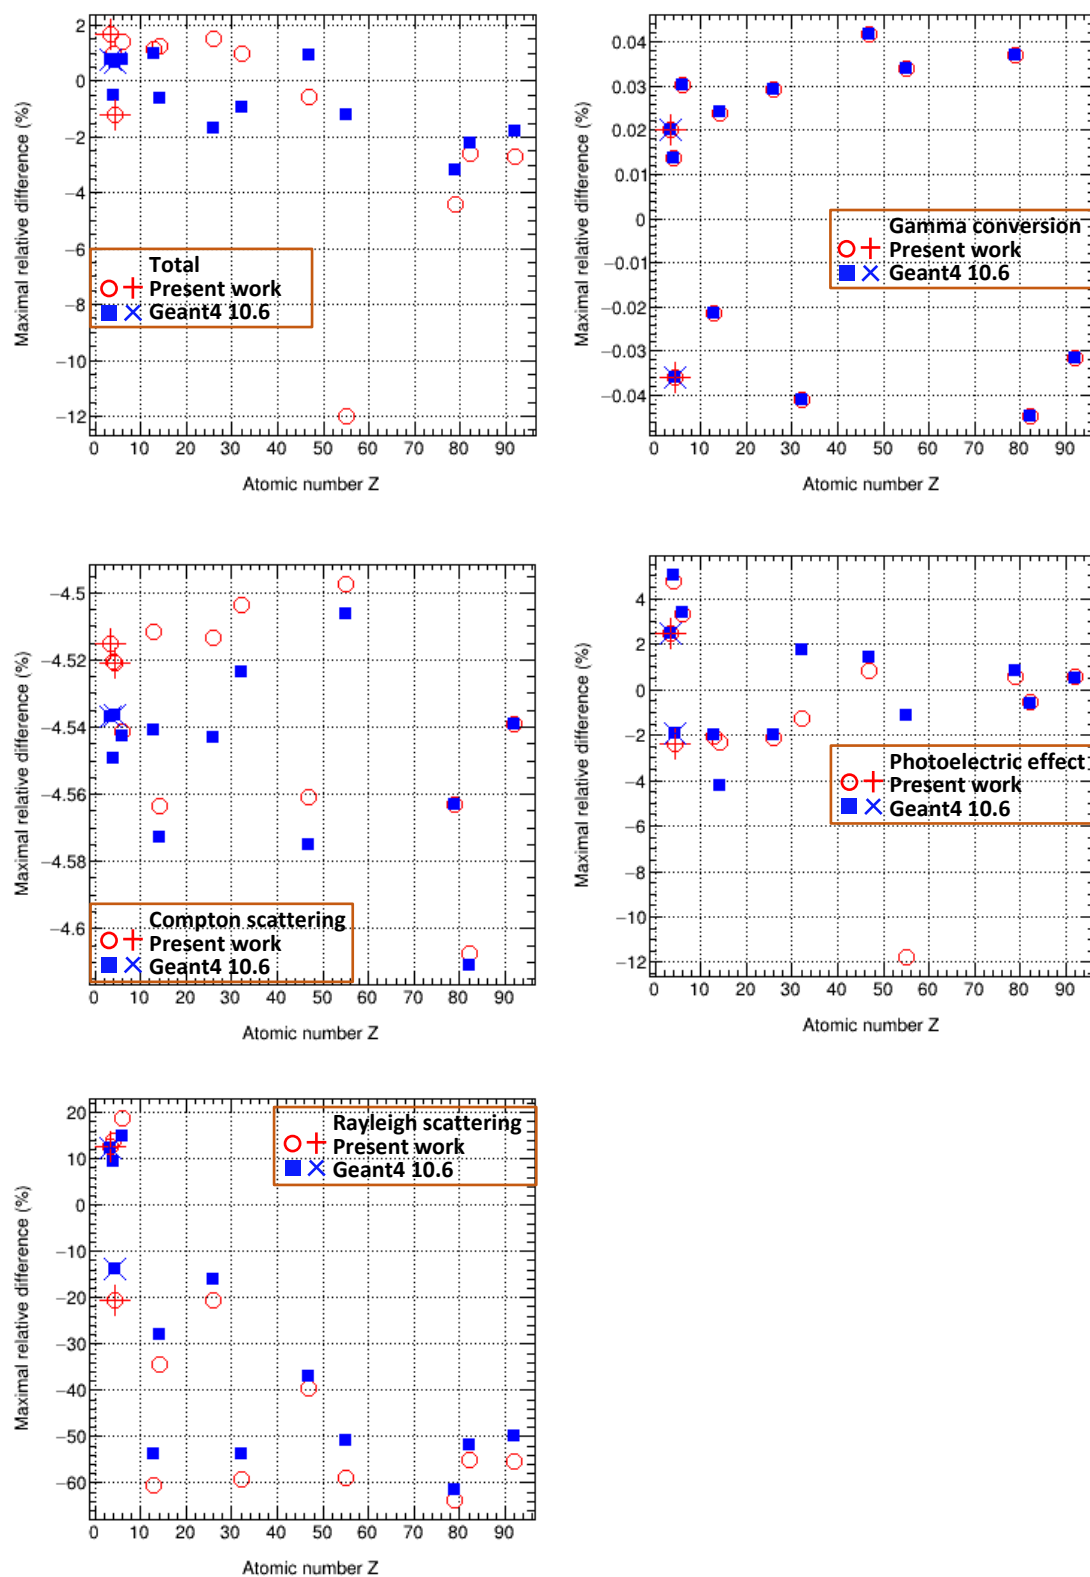 2
0
−2
−4
−6
−8
−10
−12
Maximal relative difference (%)
Total
Present work
Geant4 10.6
0 10 20 30 40 50 60 70 80 90
Atomic number Z
0.04
0.03
0.02
0.01
0
−0.01
−0.02
−0.03
−0.04
Maximal relative difference (%)
Gamma conversion
Present work
Geant4 10.6
0 10 20 30 40 50 60 70 80 90
Atomic number Z
−4.5
−4.52
−4.54
−4.56
−4.58
−4.6
Maximal relative difference (%)
Compton scattering
Present work
Geant4 10.6
0 10 20 30 40 50 60 70 80 90
Atomic number Z
4
2
0
−2
−4
−6
−8
−10
−12
Maximal relative difference (%)
Photoelectric effect
Present work
Geant4 10.6
0 10 20 30 40 50 60 70 80 90
Atomic number Z
20
10
0
−10
−20
−30
−40
−50
−60
Maximal relative difference (%)
Rayleigh scattering
Present work
Geant4 10.6
0 10 20 30 40 50 60 70 80 90
Atomic number Z